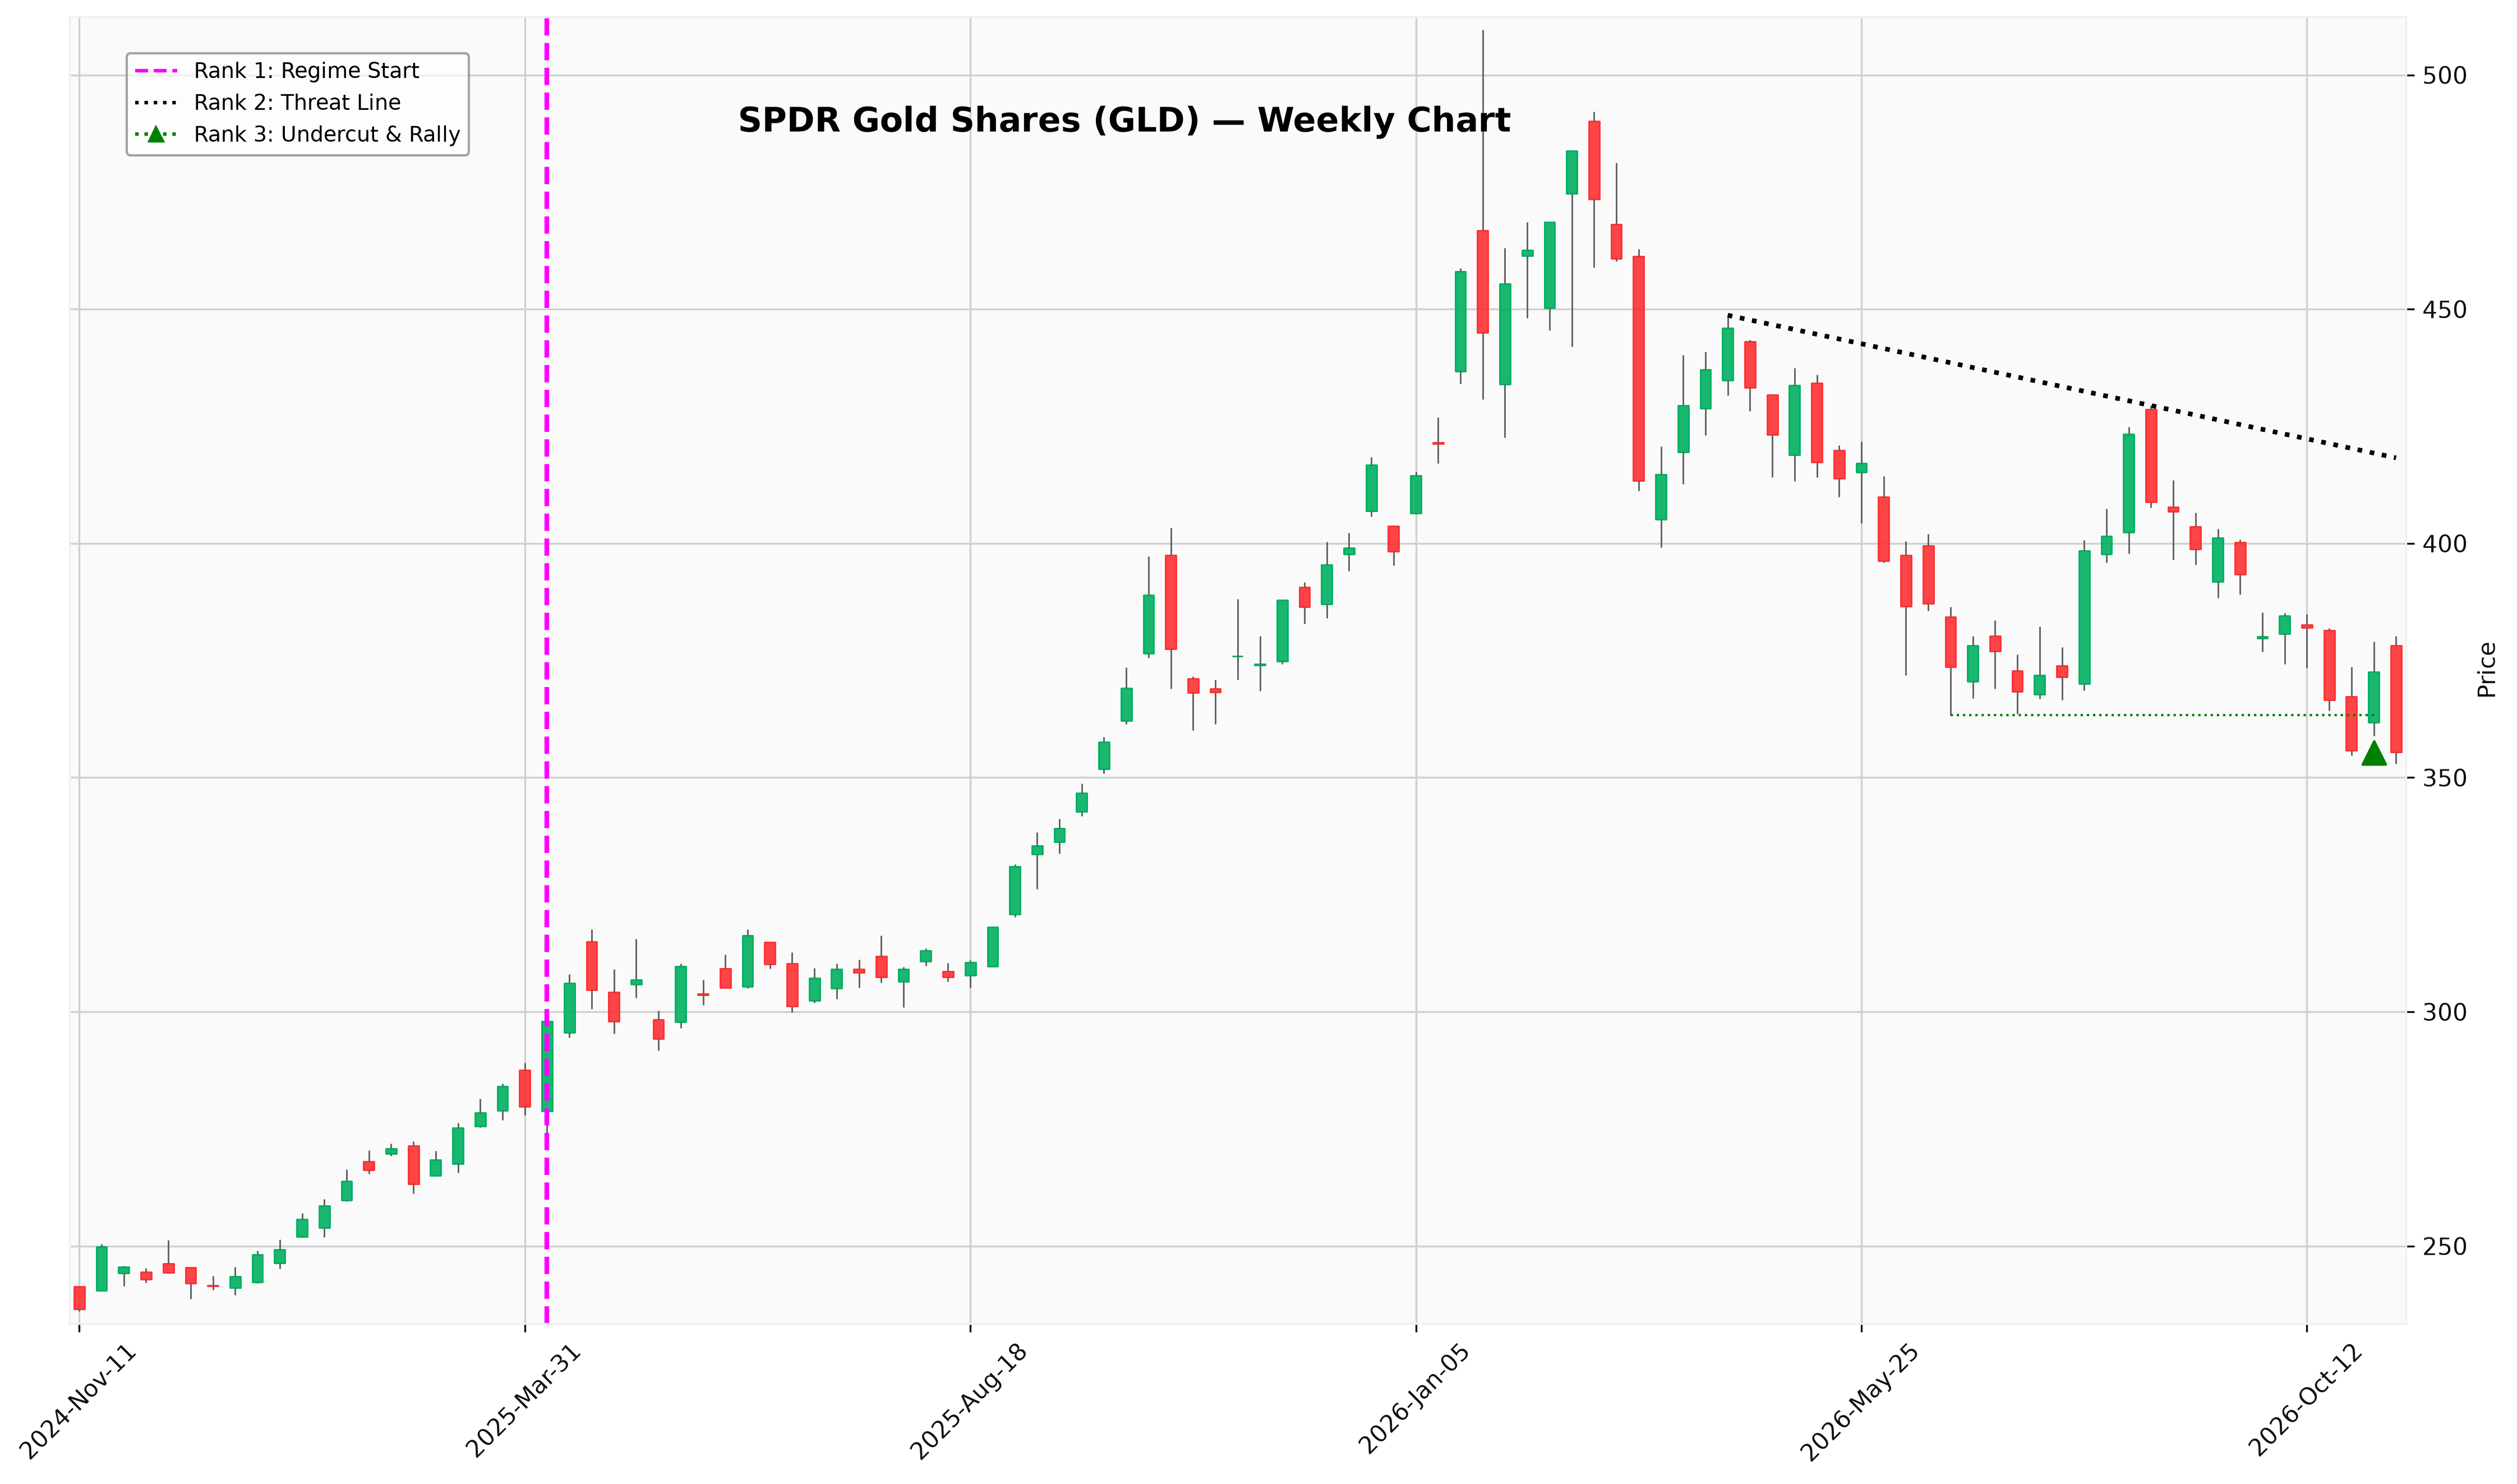 Rank 1: Regime Start
Rank 2: Threat Line
Rank 3: Undercut & Rally
SPDR Gold Shares (GLD) — Weekly Chart
500
450
400
350
300
250
Price
2024-Nov-11
2025-Mar-31
2025-Aug-18
2026-Jan-05
2026-May-25
2026-Oct-12